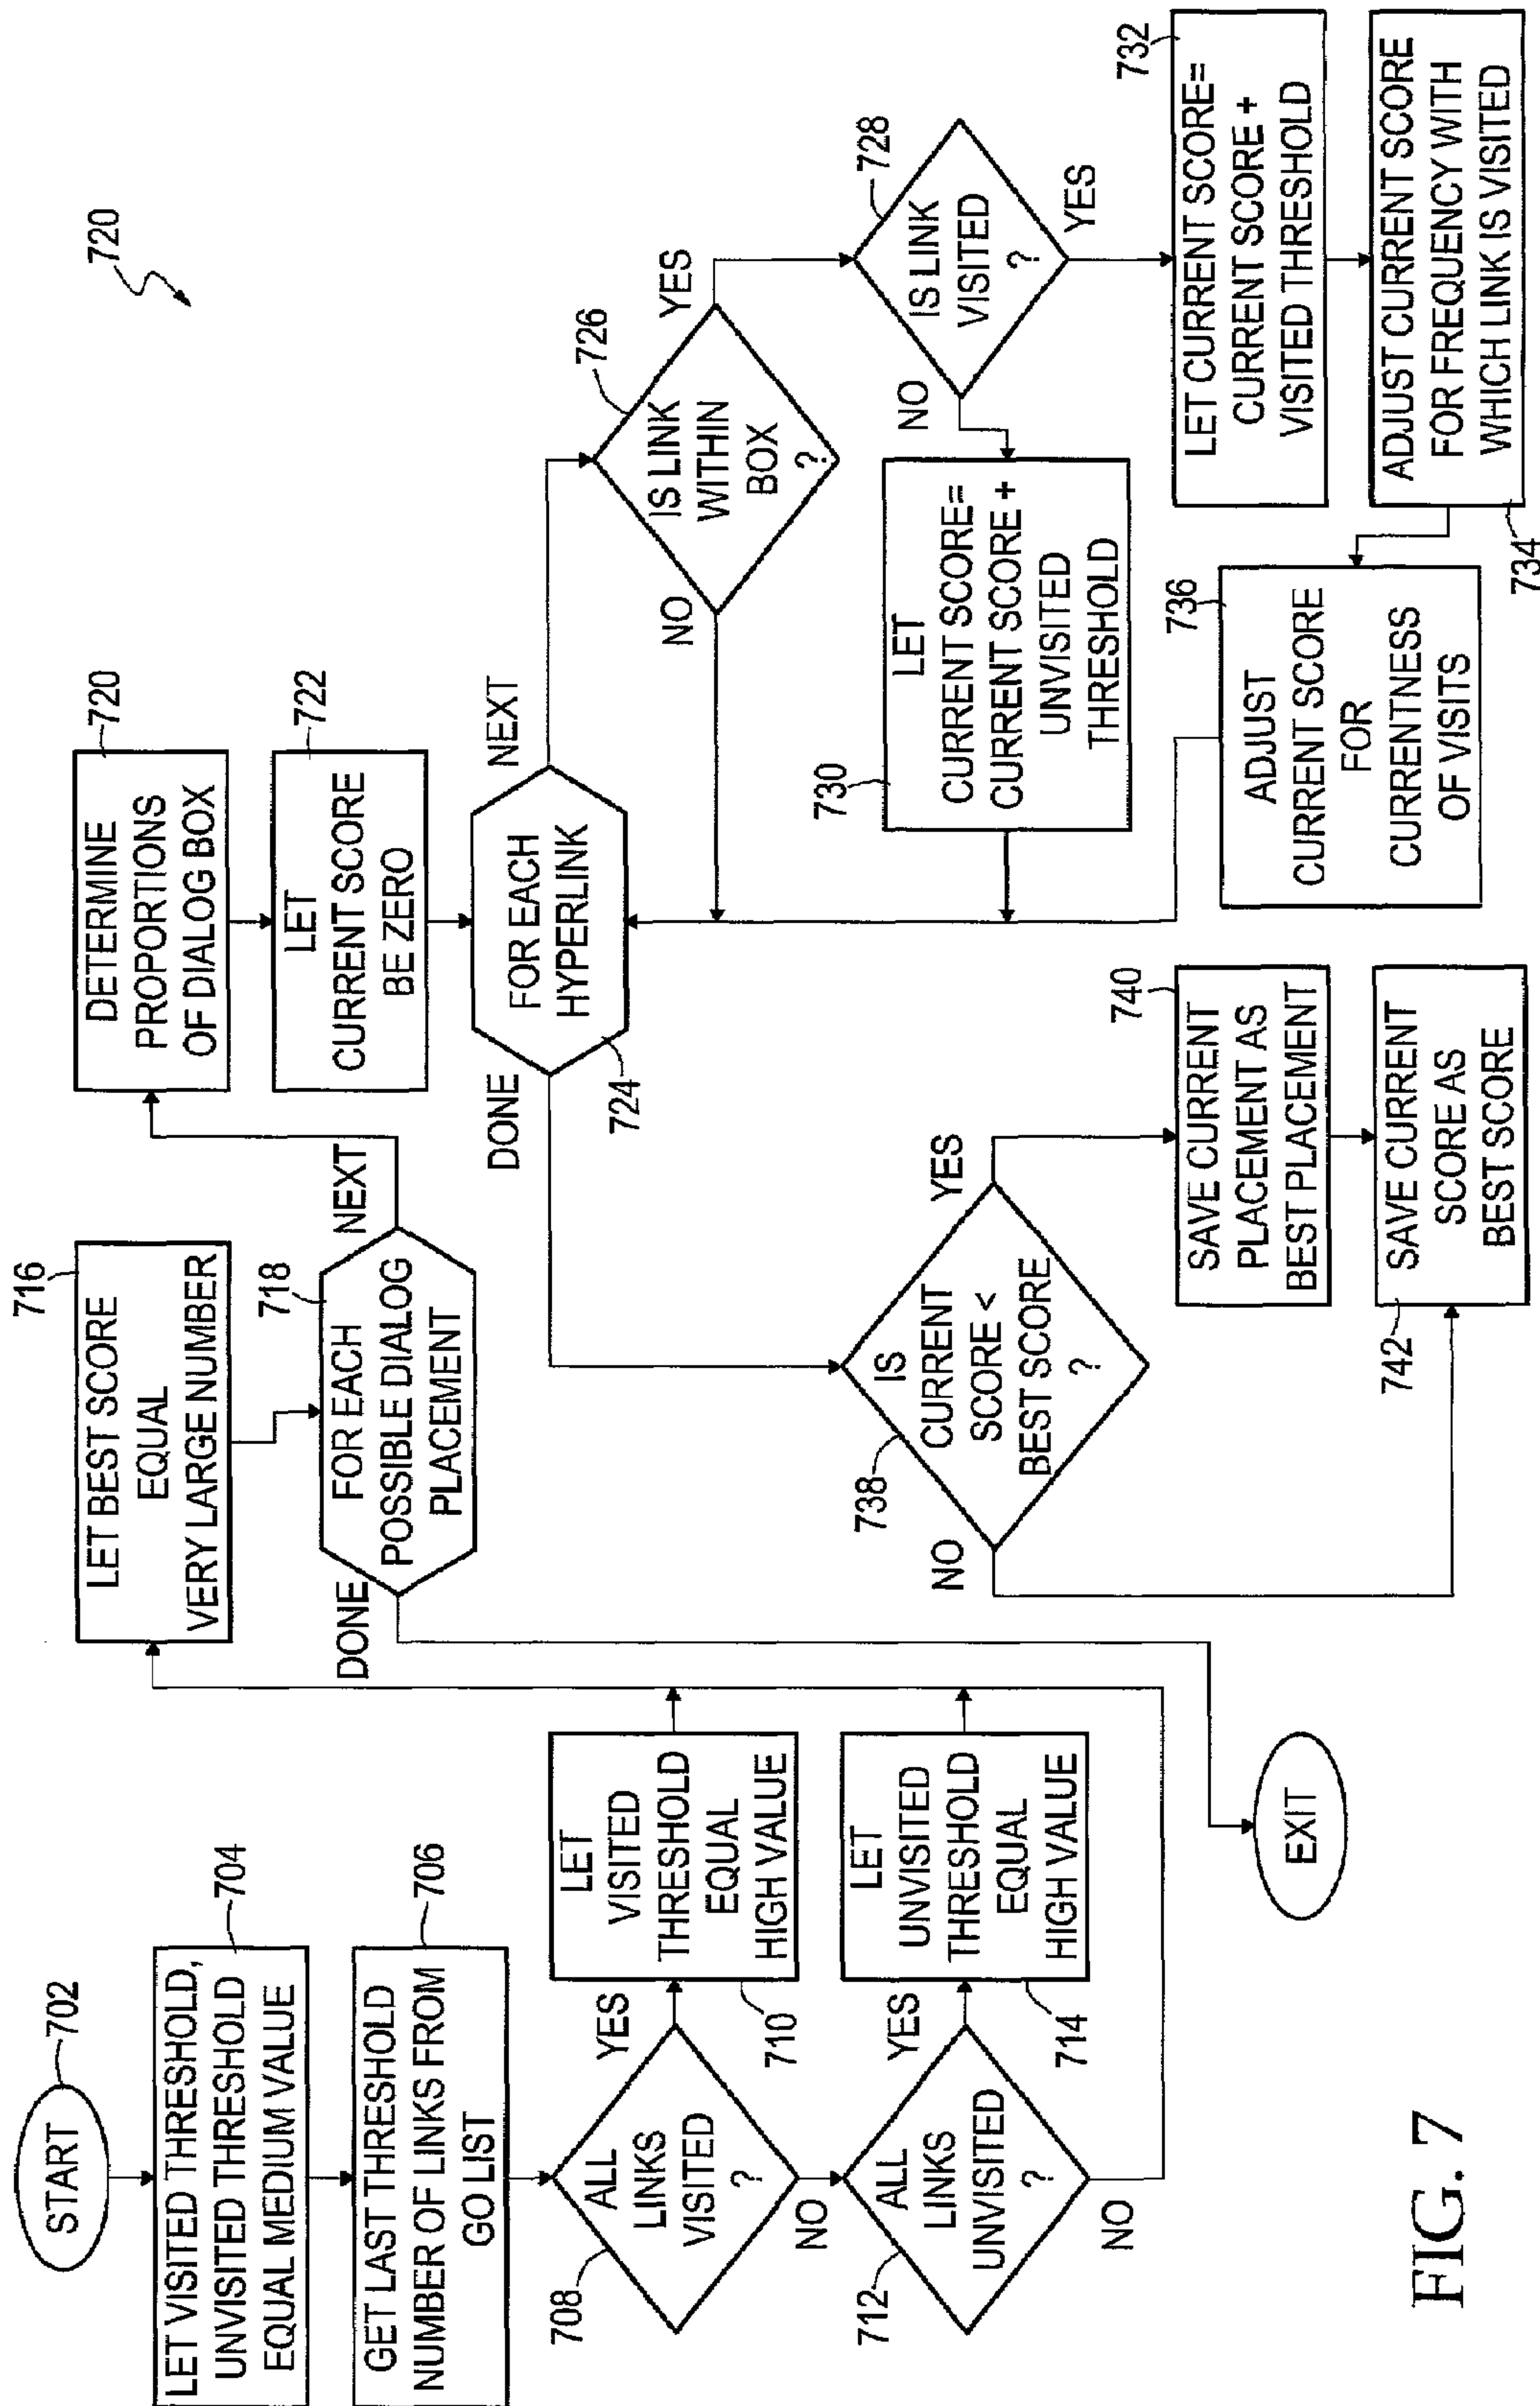 START
702
LET VISITED THRESHOLD,
UNVISITED THRESHOLD
EQUAL MEDIUM VALUE
704
GET LAST THRESHOLD
NUMBER OF LINKS FROM
GO LIST
706
ALL
LINKS
VISITED
?
708
YES
NO
LET
VISITED
THRESHOLD
EQUAL
HIGH VALUE
710
ALL
LINKS
UNVISITED
?
712
YES
NO
LET
UNVISITED
THRESHOLD
EQUAL
HIGH VALUE
714
LET BEST SCORE
EQUAL
VERY LARGE NUMBER
716
FOR EACH
POSSIBLE DIALOG
PLACEMENT
718
DONE
NEXT
EXIT
DETERMINE
PROPORTIONS
OF DIALOG BOX
720
LET
CURRENT SCORE
BE ZERO
722
FOR EACH
HYPERLINK
724
DONE
NEXT
IS LINK
WITHIN
BOX
?
726
NO
YES
IS LINK
VISITED
?
728
NO
YES
LET
CURRENT SCORE=
CURRENT SCORE +
UNVISITED
THRESHOLD
730
LET CURRENT SCORE=
CURRENT SCORE +
VISITED THRESHOLD
732
ADJUST CURRENT SCORE
FOR FREQUENCY WITH
WHICH LINK IS VISITED
734
ADJUST
CURRENT SCORE
FOR
CURRENTNESS
OF VISITS
736
IS
CURRENT
SCORE <
BEST SCORE
?
738
NO
YES
SAVE CURRENT
PLACEMENT AS
BEST PLACEMENT
740
SAVE CURRENT
SCORE AS
BEST SCORE
742
720
FIG. 7